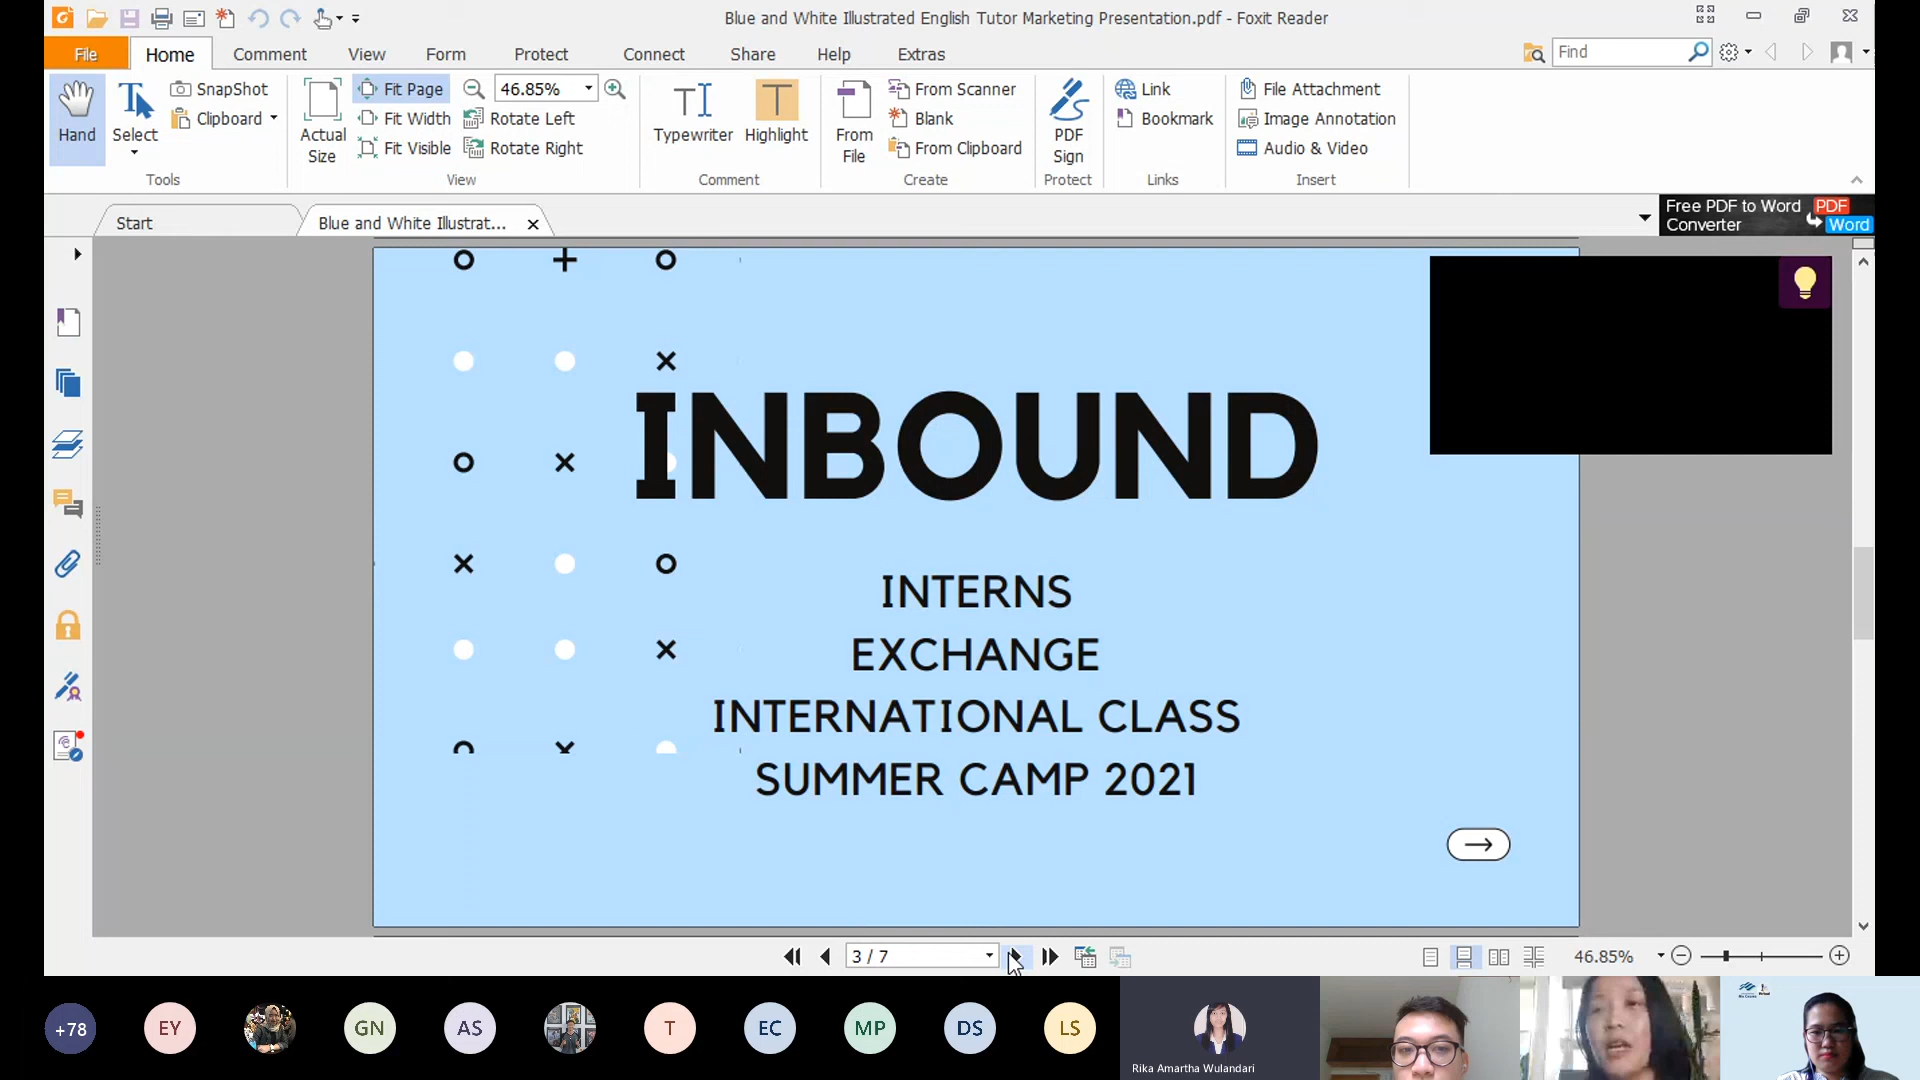 Blue and White Illustrated English Tutor Marketing Presentation.pdf - Foxit Reader
File Home Comment View Form Protect Connect Share Help Extras Find
Hand
Select
SnapShot
Clipboard
Tools
Actual
Size
Fit Page
Fit Width
Fit Visible
46.85%
Rotate Left
Rotate Right
View
Typewriter
Highlight
Comment
From
File
From Scanner
Blank
From Clipboard
Create
PDF
Sign
Protect
Link
Bookmark
Links
File Attachment
Image Annotation
Audio & Video
Insert
Start
Blue and White Illustrat...
Free PDF to Word
Converter
PDF
Word
INBOUND
INTERNS
EXCHANGE
INTERNATIONAL CLASS
SUMMER CAMP 2021
3 / 7
46.85%
+78
EY
GN
AS
T
EC
MP
DS
LS
Rika Amartha Wulandari